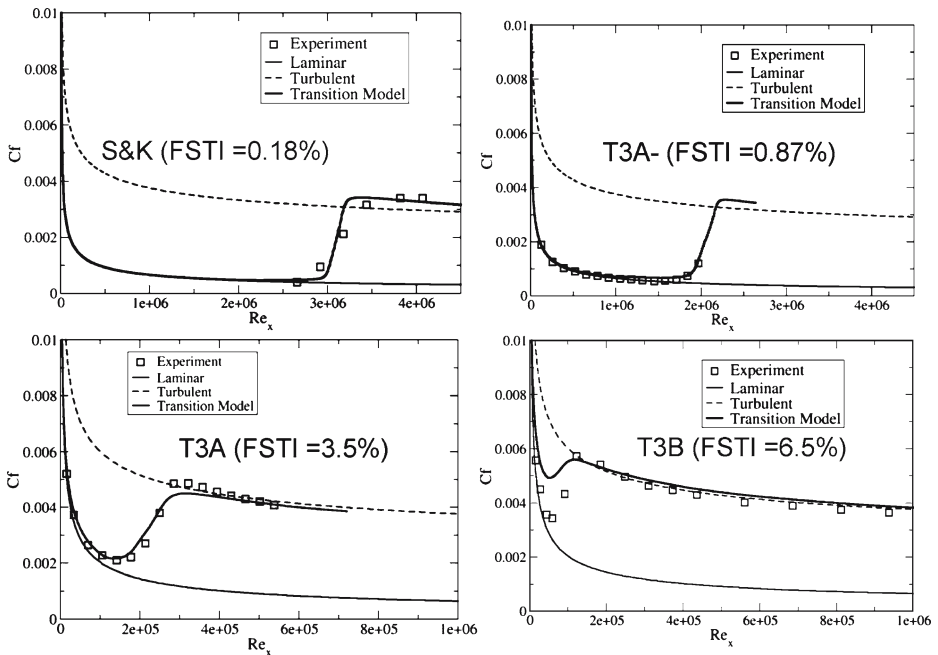 0.01
0.008
0.006
0.004
0.002
0
Cf
Experiment
Laminar
Turbulent
Transition Model
S&K (FSTI =0.18%)
0
1e+06
2e+06
3e+06
4e+06
Re_x
0.01
0.008
0.006
0.004
0.002
0
Cf
Experiment
Laminar
Turbulent
Transition Model
T3A- (FSTI =0.87%)
0
1e+06
2e+06
3e+06
4e+06
Re_x
0.01
0.008
0.006
0.004
0.002
0
Cf
Experiment
Laminar
Turbulent
Transition Model
T3A (FSTI =3.5%)
0
2e+05
4e+05
6e+05
8e+05
1e+06
Re_x
0.01
0.008
0.006
0.004
0.002
0
Cf
Experiment
Laminar
Turbulent
Transition Model
T3B (FSTI =6.5%)
0
2e+05
4e+05
6e+05
8e+05
1e+06
Re_x